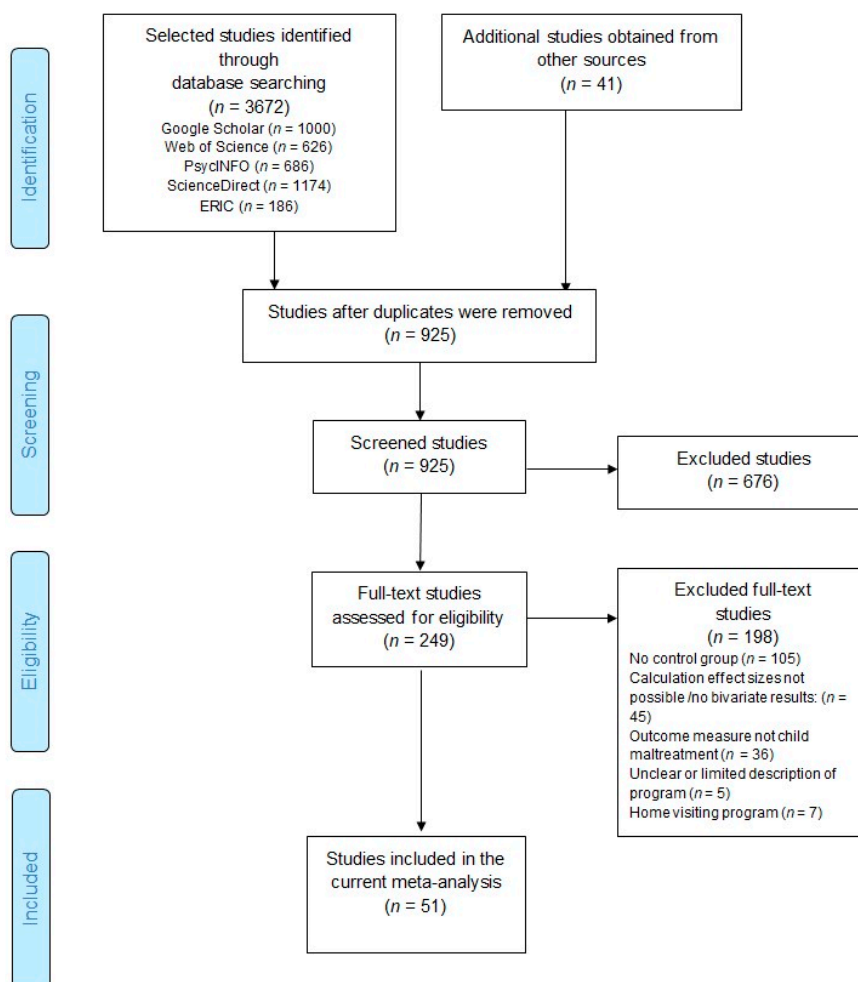 Identification
Selected studies identified
through
database searching
(n = 3672)
Google Scholar (n = 1000)
Web of Science (n = 626)
PsycINFO (n = 686)
ScienceDirect (n = 1174)
ERIC (n = 186)
Additional studies obtained from
other sources
(n = 41)
Screening
Studies after duplicates were removed
(n = 925)
Screened studies
(n = 925)
Excluded studies
(n = 676)
Eligibility
Full-text studies
assessed for eligibility
(n = 249)
Excluded full-text
studies
(n = 198)
No control group (n = 105)
Calculation effect sizes not
possible /no bivariate results: (n =
45)
Outcome measure not child
maltreatment (n = 36)
Unclear or limited description of
program (n = 5)
Home visiting program (n = 7)
Included
Studies included in the
current meta-analysis
(n = 51)